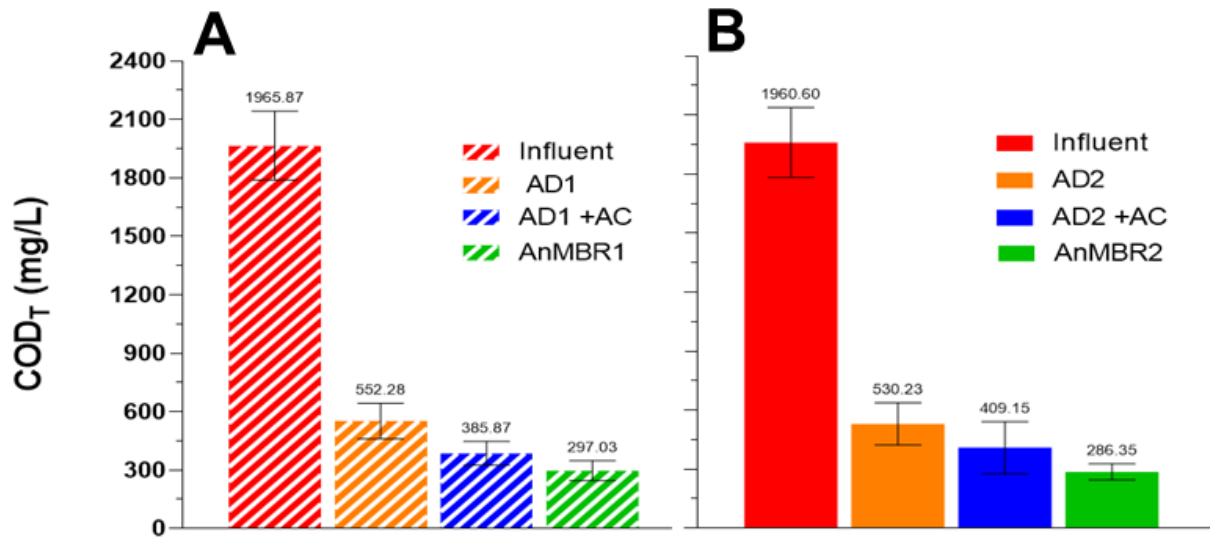 A
B
COD_T (mg/L)
2400
2100
1800
1500
1200
900
600
300
0
1965.87
552.28
385.87
297.03
Influent
AD1
AD1 +AC
AnMBR1
1960.60
530.23
409.15
286.35
Influent
AD2
AD2 +AC
AnMBR2